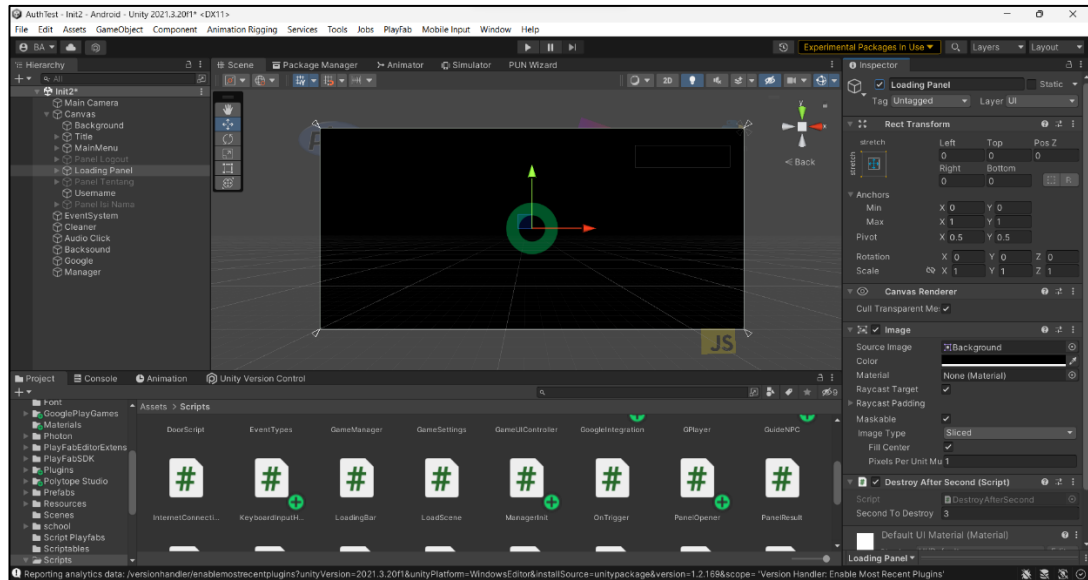 AuthTest - Init2 - Android - Unity 2021.3.20f1* <DX11>
File Edit Assets GameObject Component Animation Rigging Services Tools Jobs PlayFab Mobile Input Window Help
BA Experimental Packages In Use Layers Layout
Hierarchy
All
Init2*
Main Camera
Canvas
Background
Title
MainMenu
Panel Logout
Loading Panel
Panel Tentang
Username
Panel Isi Nama
EventSystem
Cleaner
Audio Click
Backsound
Google
Manager
Scene Package Manager Animator Simulator PUN Wizard
2D
y
Back
JS
Inspector
Loading Panel Static
Tag Untagged Layer UI
Rect Transform
stretch Left Top Pos Z
stretch 0 0 0
Right Bottom
0 0 R
Anchors
Min X 0 Y 0
Max X 1 Y 1
Pivot X 0.5 Y 0.5
Rotation X 0 Y 0 Z 0
Scale X 1 Y 1 Z 1
Canvas Renderer
Cull Transparent Me
Image
Source Image Background
Color
Material None (Material)
Raycast Target
Raycast Padding
Maskable
Image Type Sliced
Fill Center
Pixels Per Unit Mu 1
# Destroy After Second (Script)
Script DestroyAfterSecond
Second To Destroy 3
Default UI Material (Material)
Loading Panel
Project Console Animation Unity Version Control
9
Font
GooglePlayGames
Materials
Photon
PlayFabEditorExtens
PlayFabSDK
Plugins
Polytope Studio
Prefabs
Resources
Scenes
school
Script Playfabs
Scriptables
Scripts
Assets > Scripts
DoorScript EventTypes GameManager GameSettings GameUIController GoogleIntegration GPlayer GuideNPC
# # # # # # # #
InternetConnecti... KeyboardInputH... LoadingBar LoadScene ManagerInit OnTrigger PanelOpener PanelResult
Reporting analytics data: /versionhandler/enablemostrecentplugins?unityVersion=2021.3.20f1&unityPlatform=WindowsEditor&installSource=unitypackage&version=1.2.169&scope= 'Version Handler: Enable Most Recent Plugins'